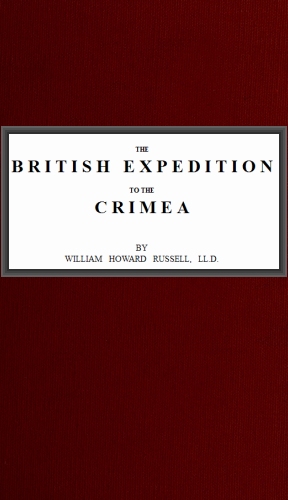 THE
BRITISH EXPEDITION
TO THE
CRIMEA
BY
WILLIAM HOWARD RUSSELL, LL.D.